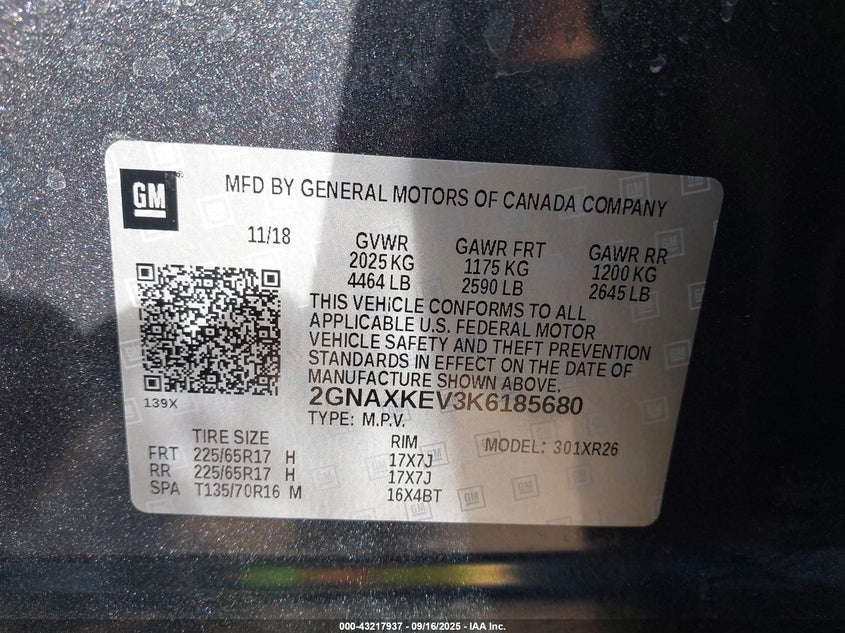 GM
MFD BY GENERAL MOTORS OF CANADA COMPANY
11/18
GVWR GAWR FRT GAWR RR
2025 KG 1175 KG 1200 KG
4464 LB 2590 LB 2645 LB
THIS VEHICLE CONFORMS TO ALL
APPLICABLE U.S. FEDERAL MOTOR
VEHICLE SAFETY AND THEFT PREVENTION
STANDARDS IN EFFECT ON THE DATE OF
MANUFACTURE SHOWN ABOVE.
139X
2GNAXKEV3K6185680
TYPE: M.P.V.
TIRE SIZE RIM MODEL: 301XR26
FRT 225/65R17 H 17X7J
RR 225/65R17 H 17X7J
SPA T135/70R16 M 16X4BT
000-43217937 - 09/16/2025 - IAA Inc.